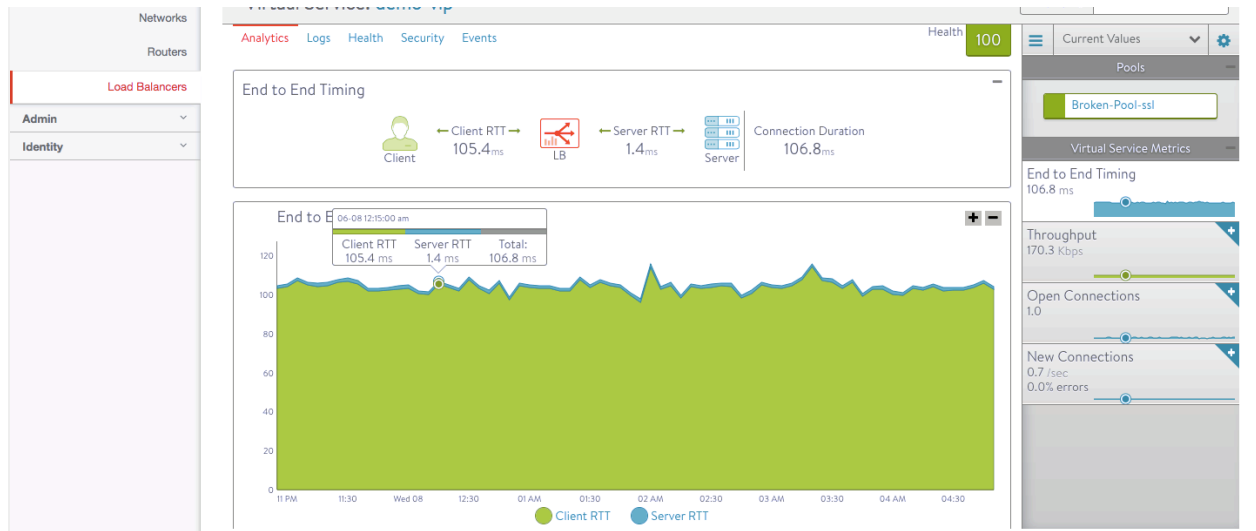 Networks
Routers
Load Balancers
Admin
Identity
Virtual Service: demo-vip
Analytics Logs Health Security Events
Health 100
End to End Timing
Client RTT
105.4ms
Client
LB
Server RTT
1.4ms
Server
Connection Duration
106.8ms
End to E
06-08 12:15:00 am
Client RTT Server RTT Total:
105.4 ms 1.4 ms 106.8 ms
120
100
80
60
40
20
0
11 PM 11:30 Wed 08 12:30 01 AM 01:30 02 AM 02:30 03 AM 03:30 04 AM 04:30
Client RTT Server RTT
Current Values
Pools
Broken-Pool-ssl
Virtual Service Metrics
End to End Timing
106.8 ms
Throughput
170.3 Kbps
Open Connections
1.0
New Connections
0.7 /sec
0.0% errors